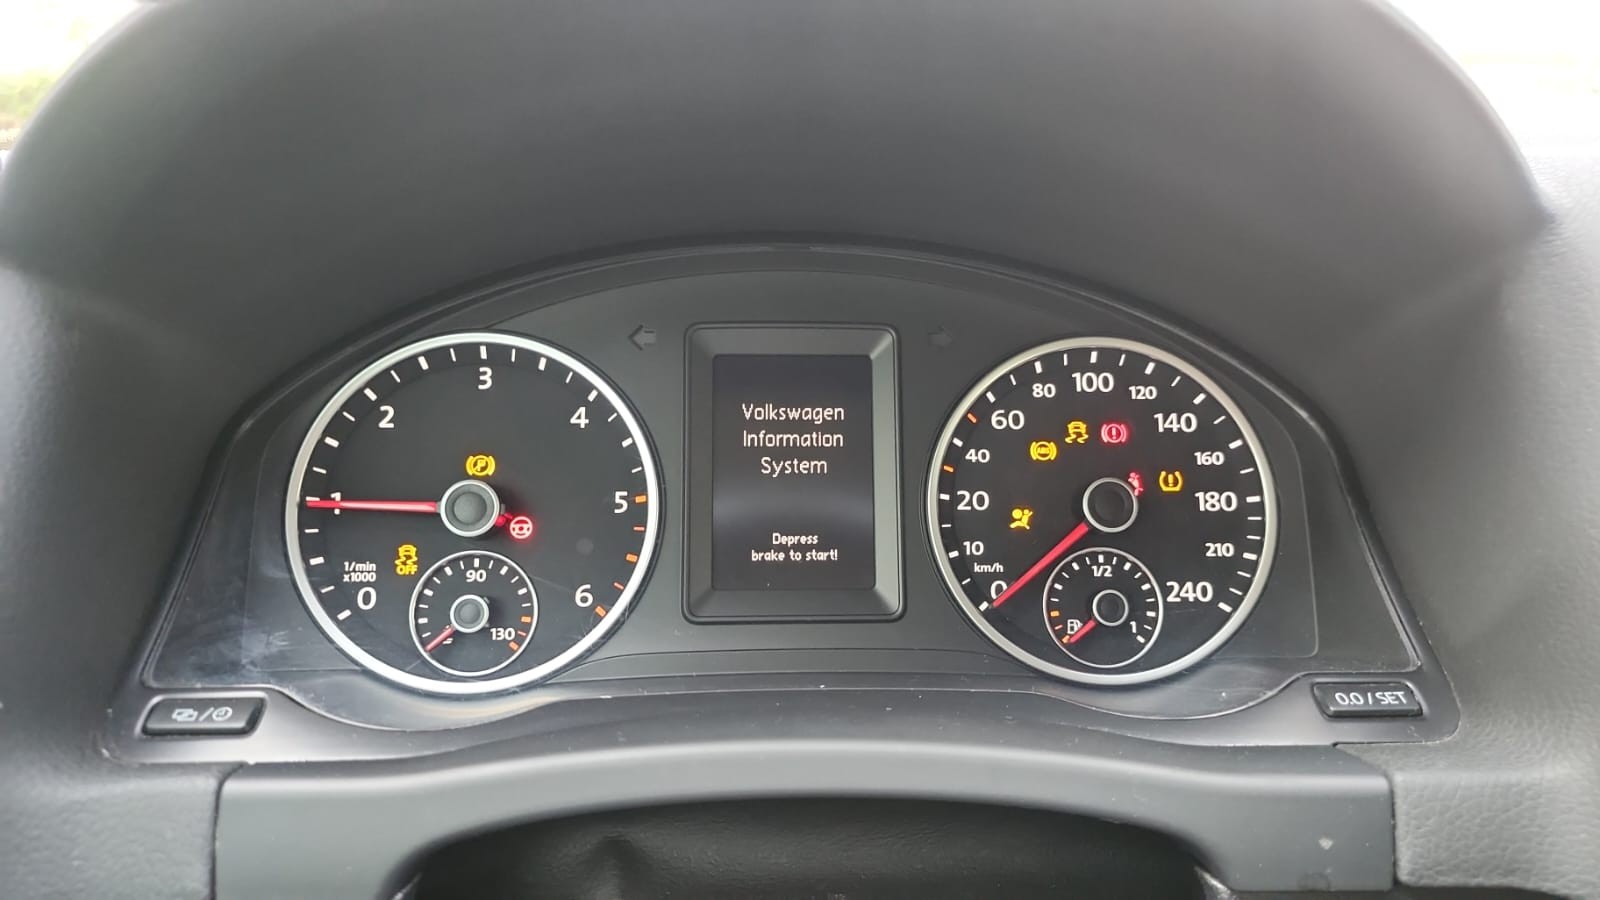 3
2
4
1
5
1/min
x1000
0
6
OFF
90
130
Volkswagen
Information
System
Depress
brake to start!
100
80
120
60
140
40
160
20
180
10
210
km/h
0
240
ABS
1/2
1
0.0 / SET